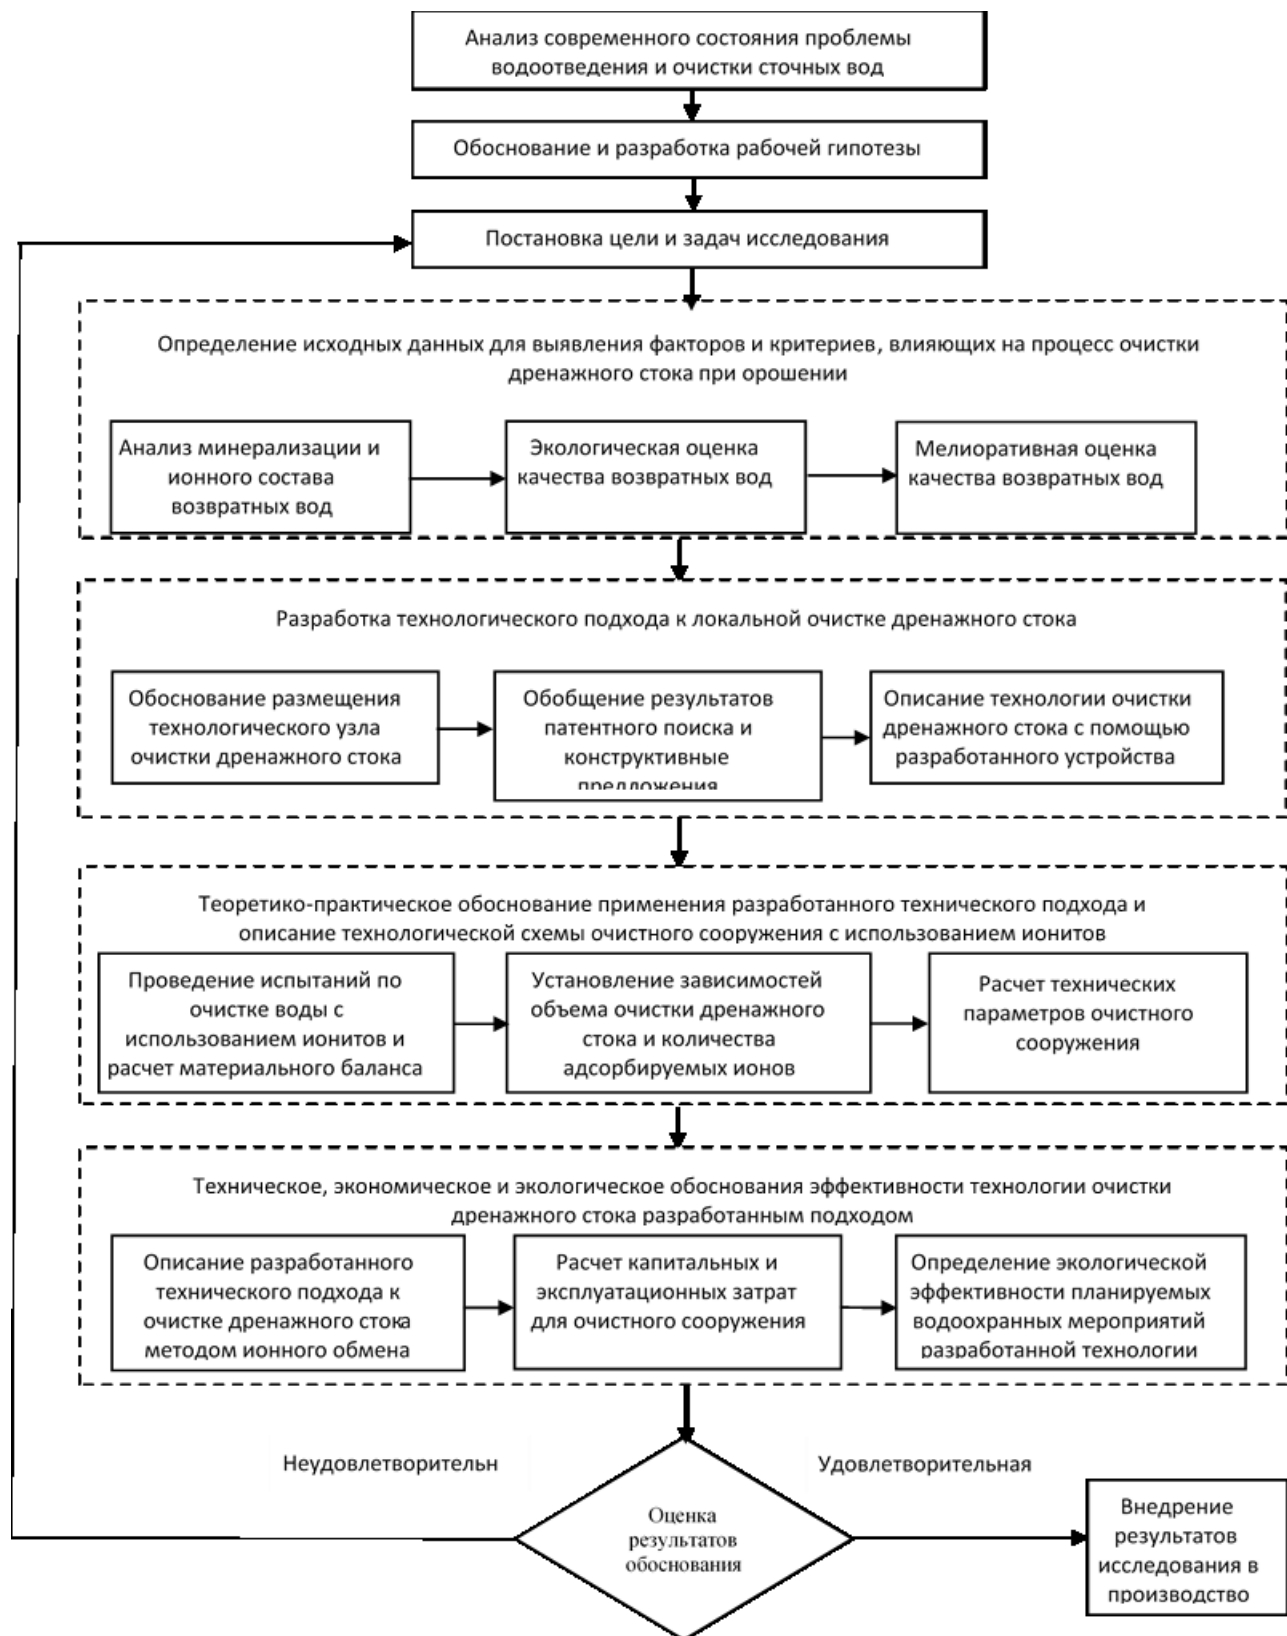 Анализ современного состояния проблемы
водоотведения и очистки сточных вод
Обоснование и разработка рабочей гипотезы
Постановка цели и задач исследования
Определение исходных данных для выявления факторов и критериев, влияющих на процесс очистки
дренажного стока при орошении
Анализ минерализации и
ионного состава
возвратных вод
Экологическая оценка
качества возвратных вод
Мелиоративная оценка
качества возвратных вод
Разработка технологического подхода к локальной очистке дренажного стока
Обоснование размещения
технологического узла
очистки дренажного стока
Обобщение результатов
патентного поиска и
конструктивные
предложения
Описание технологии очистки
дренажного стока с помощью
разработанного устройства
Теоретико-практическое обоснование применения разработанного технического подхода и
описание технологической схемы очистного сооружения с использованием ионитов
Проведение испытаний по
очистке воды с
использованием ионитов и
расчет материального баланса
Установление зависимостей
объема очистки дренажного
стока и количества
адсорбируемых ионов
Расчет технических
параметров очистного
сооружения
Техническое, экономическое и экологическое обоснования эффективности технологии очистки
дренажного стока разработанным подходом
Описание разработанного
технического подхода к
очистке дренажного стока
методом ионного обмена
Расчет капитальных и
эксплуатационных затрат
для очистного сооружения
Определение экологической
эффективности планируемых
водоохранных мероприятий
разработанной технологии
Неудовлетворительн
Удовлетворительная
Оценка
результатов
обоснования
Внедрение
результатов
исследования в
производство